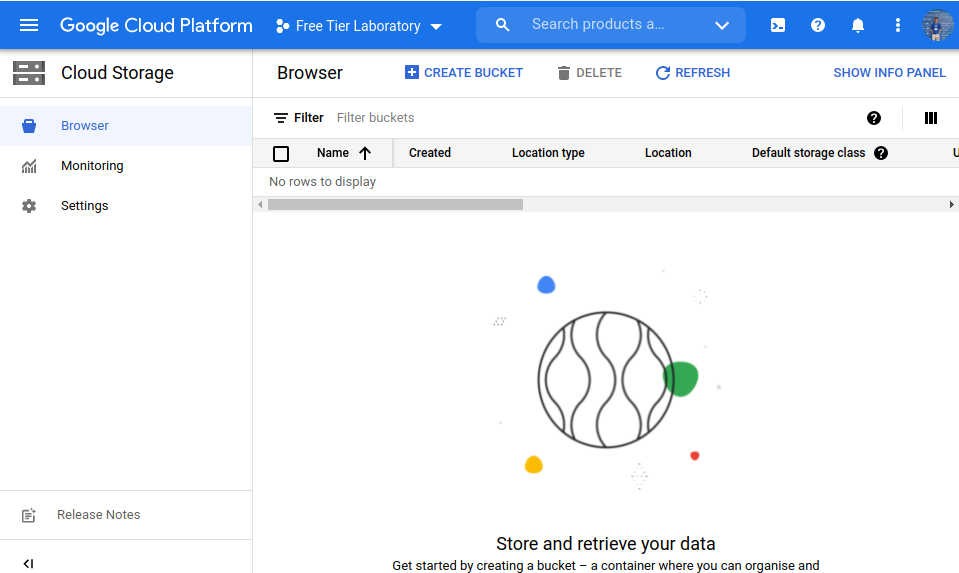 Google Cloud Platform Free Tier Laboratory Search products a...
Cloud Storage Browser CREATE BUCKET DELETE REFRESH SHOW INFO PANEL
Browser
Monitoring
Settings
Release Notes
Filter Filter buckets
Name Created Location type Location Default storage class U
No rows to display
Store and retrieve your data
Get started by creating a bucket – a container where you can organise and